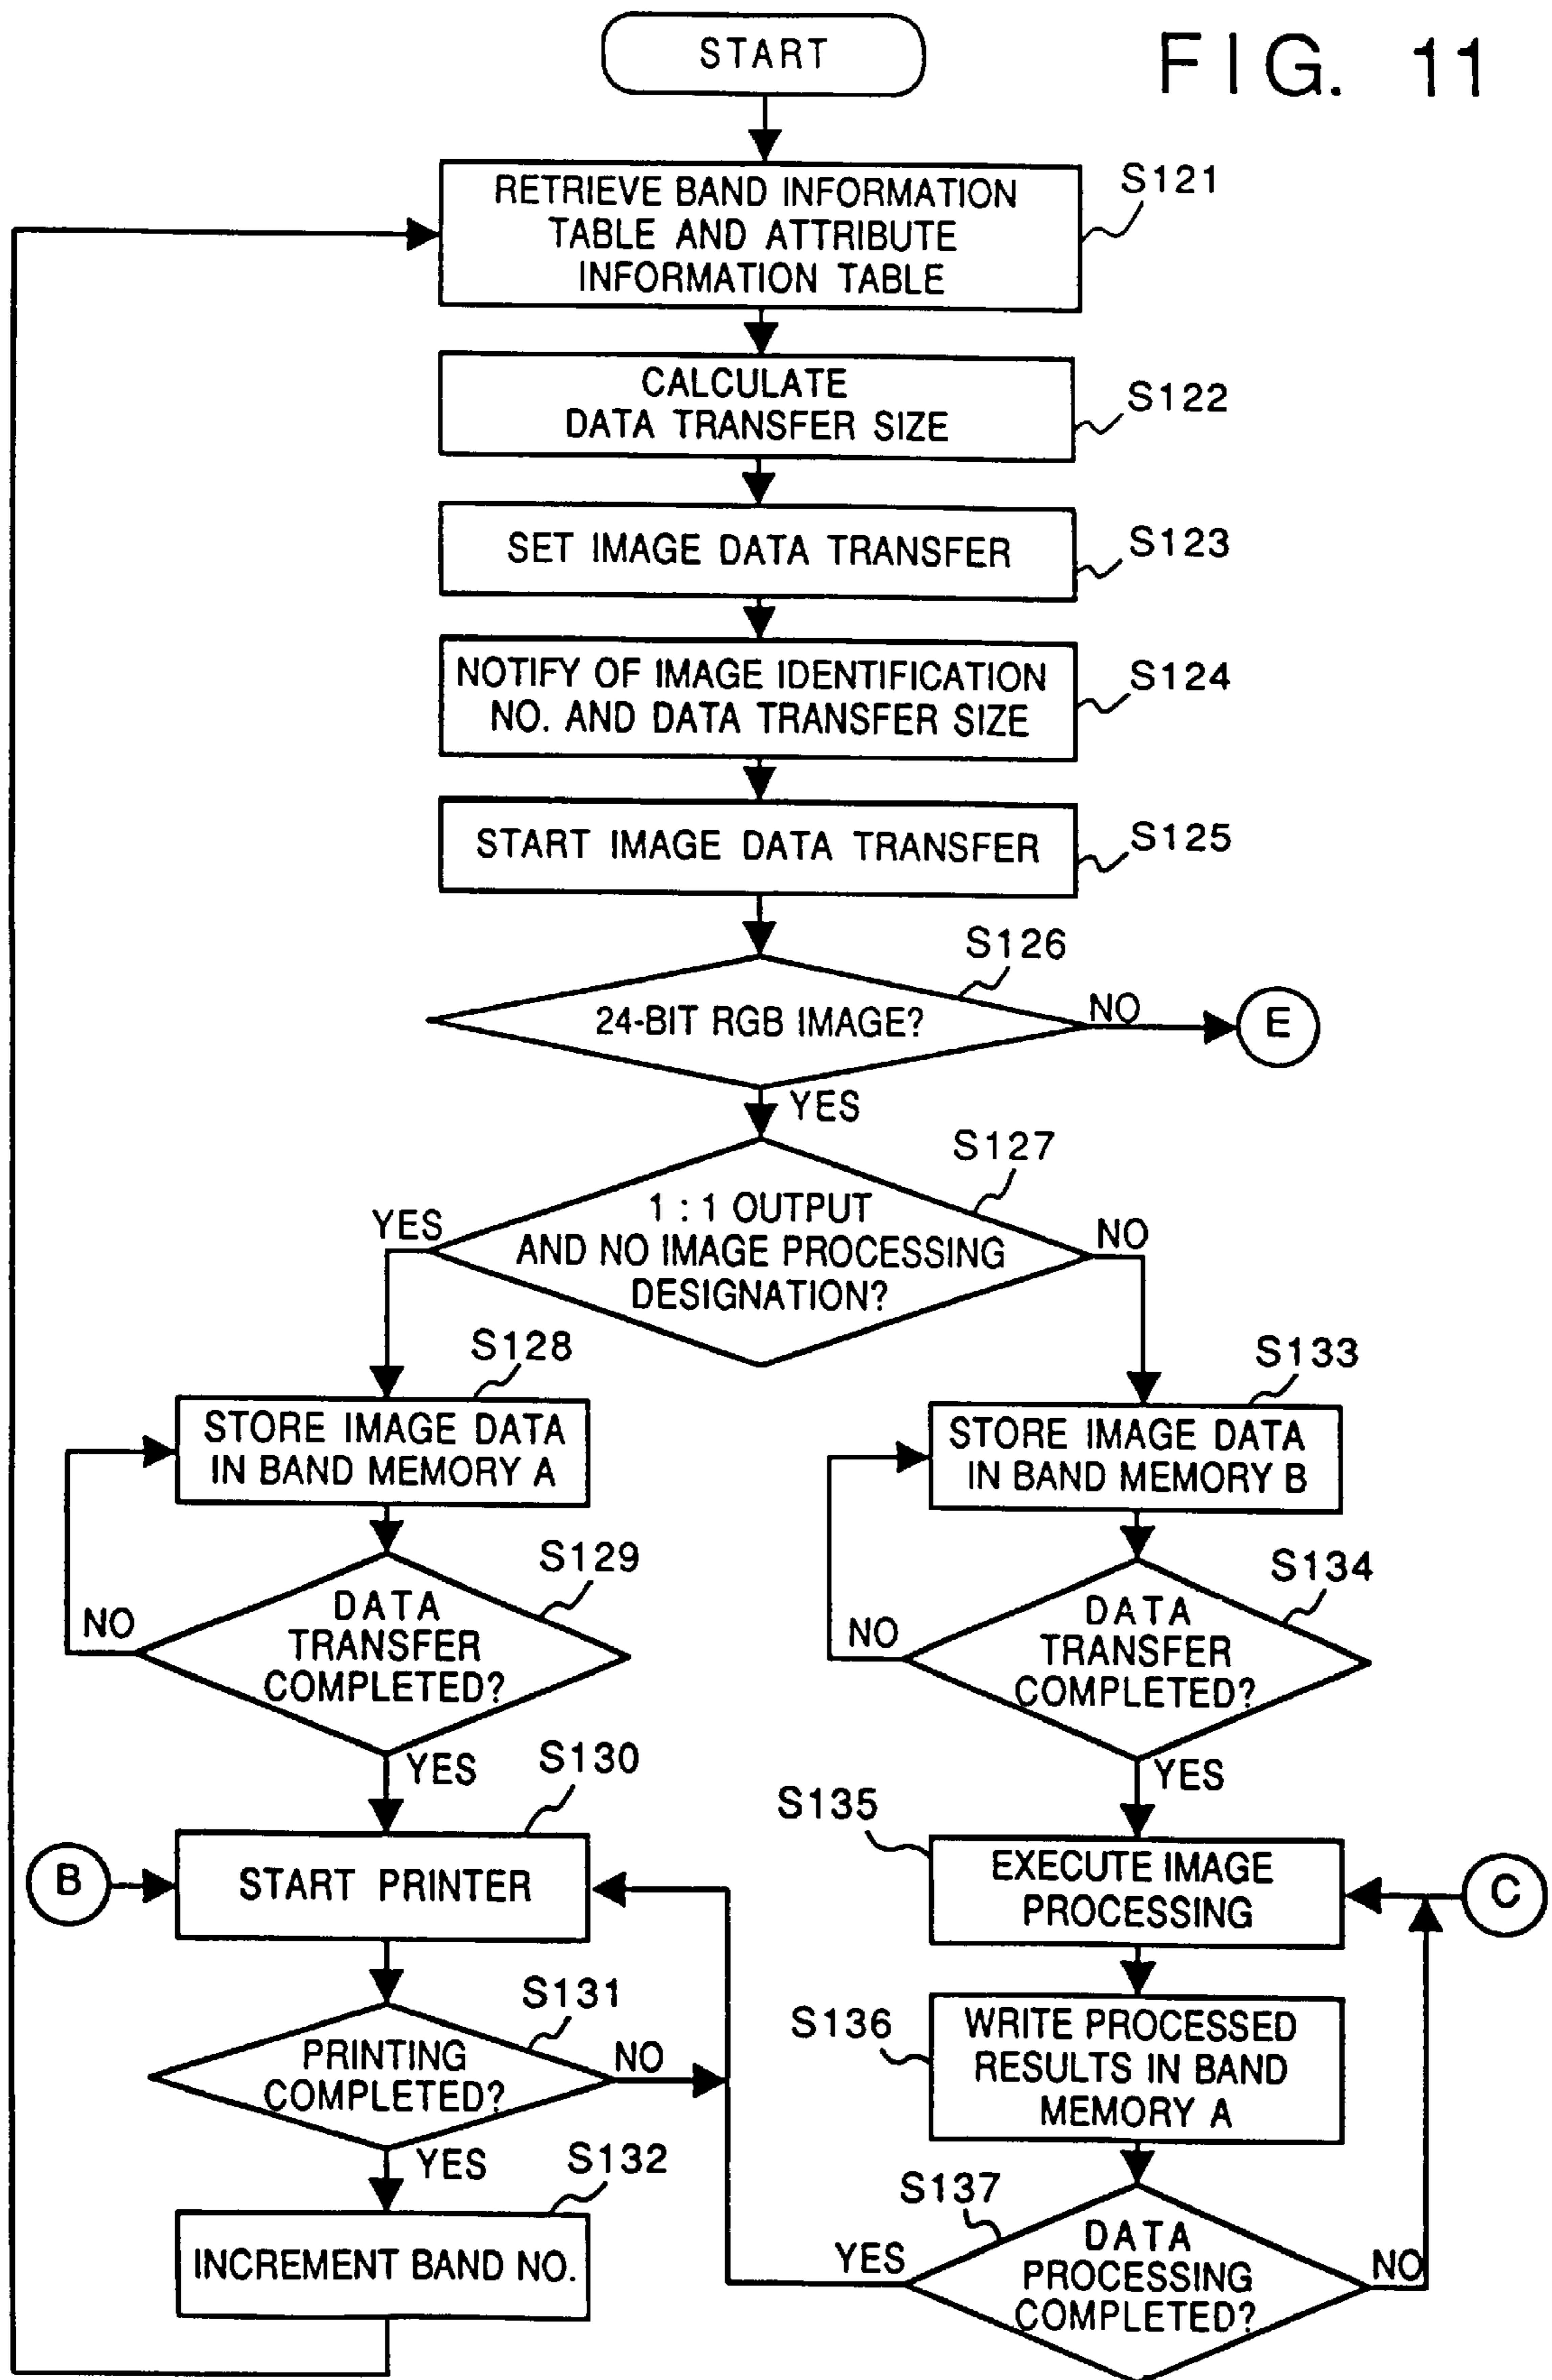 START
FIG. 11
RETRIEVE BAND INFORMATION
TABLE AND ATTRIBUTE
INFORMATION TABLE
S121
CALCULATE
DATA TRANSFER SIZE
S122
SET IMAGE DATA TRANSFER
S123
NOTIFY OF IMAGE IDENTIFICATION
NO. AND DATA TRANSFER SIZE
S124
START IMAGE DATA TRANSFER
S125
S126
24-BIT RGB IMAGE?
NO
E
YES
S127
1 : 1 OUTPUT
AND NO IMAGE PROCESSING
DESIGNATION?
YES
NO
S128
STORE IMAGE DATA
IN BAND MEMORY A
S133
STORE IMAGE DATA
IN BAND MEMORY B
S129
DATA
TRANSFER
COMPLETED?
NO
YES
S134
DATA
TRANSFER
COMPLETED?
NO
YES
S130
B
START PRINTER
S135
EXECUTE IMAGE
PROCESSING
C
S131
PRINTING
COMPLETED?
NO
YES
S136
WRITE PROCESSED
RESULTS IN BAND
MEMORY A
S132
INCREMENT BAND NO.
S137
DATA
PROCESSING
COMPLETED?
YES
NO